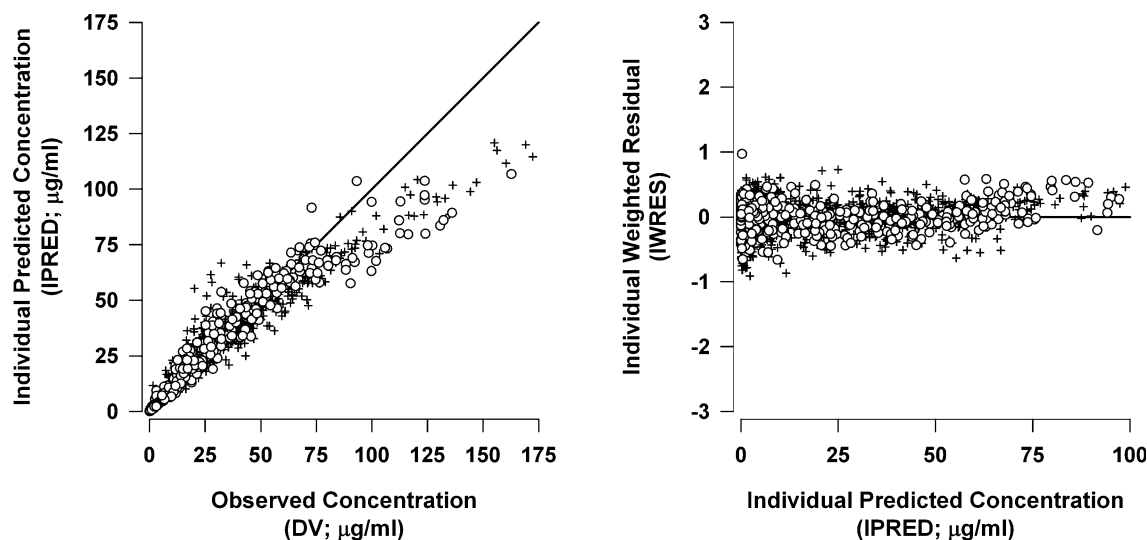 175
150
125
100
75
50
25
0
Individual Predicted Concentration
(IPRED; µg/ml)
0 25 50 75 100 125 150 175
Observed Concentration
(DV; µg/ml)
3
2
1
0
-1
-2
-3
Individual Weighted Residual
(IWRES)
0 25 50 75 100
Individual Predicted Concentration
(IPRED; µg/ml)